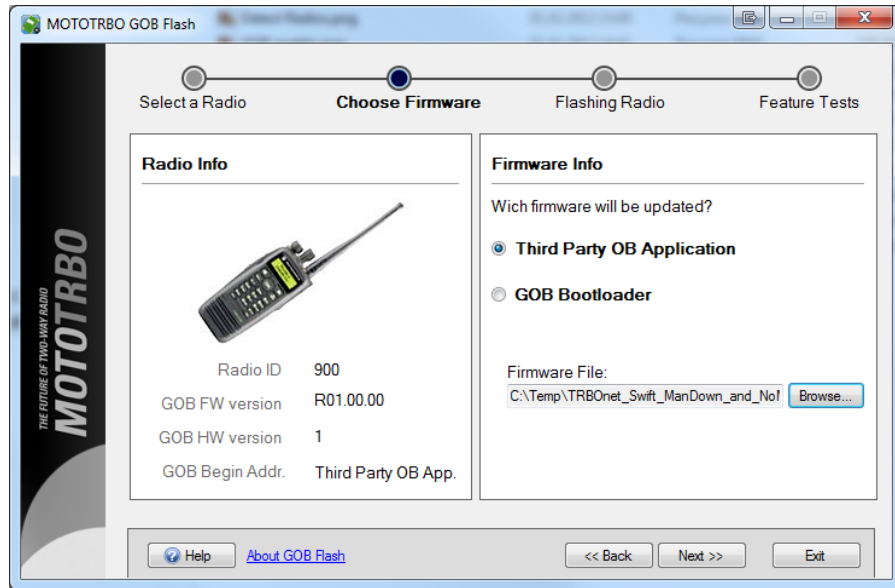 MOTOTRBO GOB Flash
Select a Radio
Choose Firmware
Flashing Radio
Feature Tests
THE FUTURE OF TWO-WAY RADIO
MOTOTRBO
Radio Info
Radio ID 900
GOB FW version R01.00.00
GOB HW version 1
GOB Begin Addr. Third Party OB App.
Firmware Info
Wich firmware will be updated?
Third Party OB Application
GOB Bootloader
Firmware File:
C:\Temp\TRBOnet_Swift_ManDown_and_ Browse...
Help About GOB Flash << Back Next >> Exit